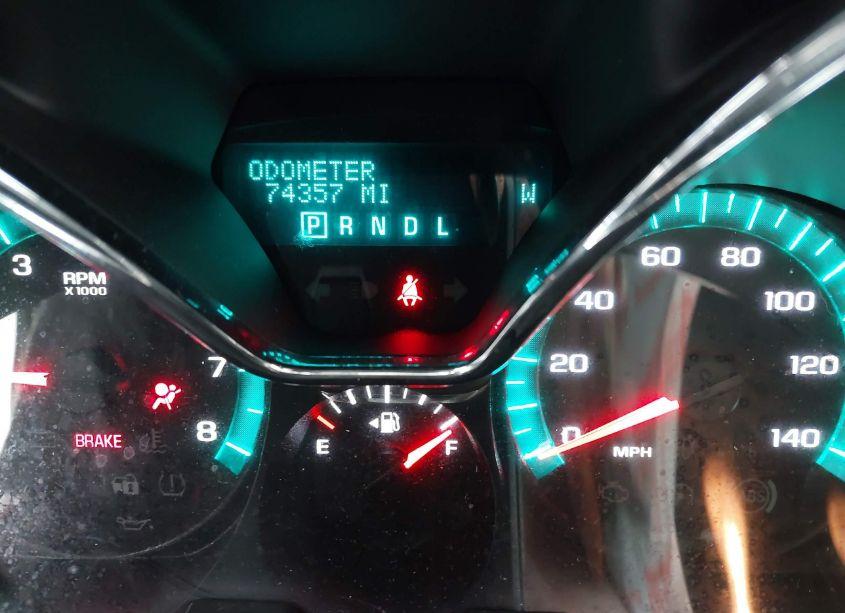 ODOMETER
74357 MI W
P R N D L
3
RPM
X1000
7
8
BRAKE
E F
0
20
40
60
80
100
120
140
MPH